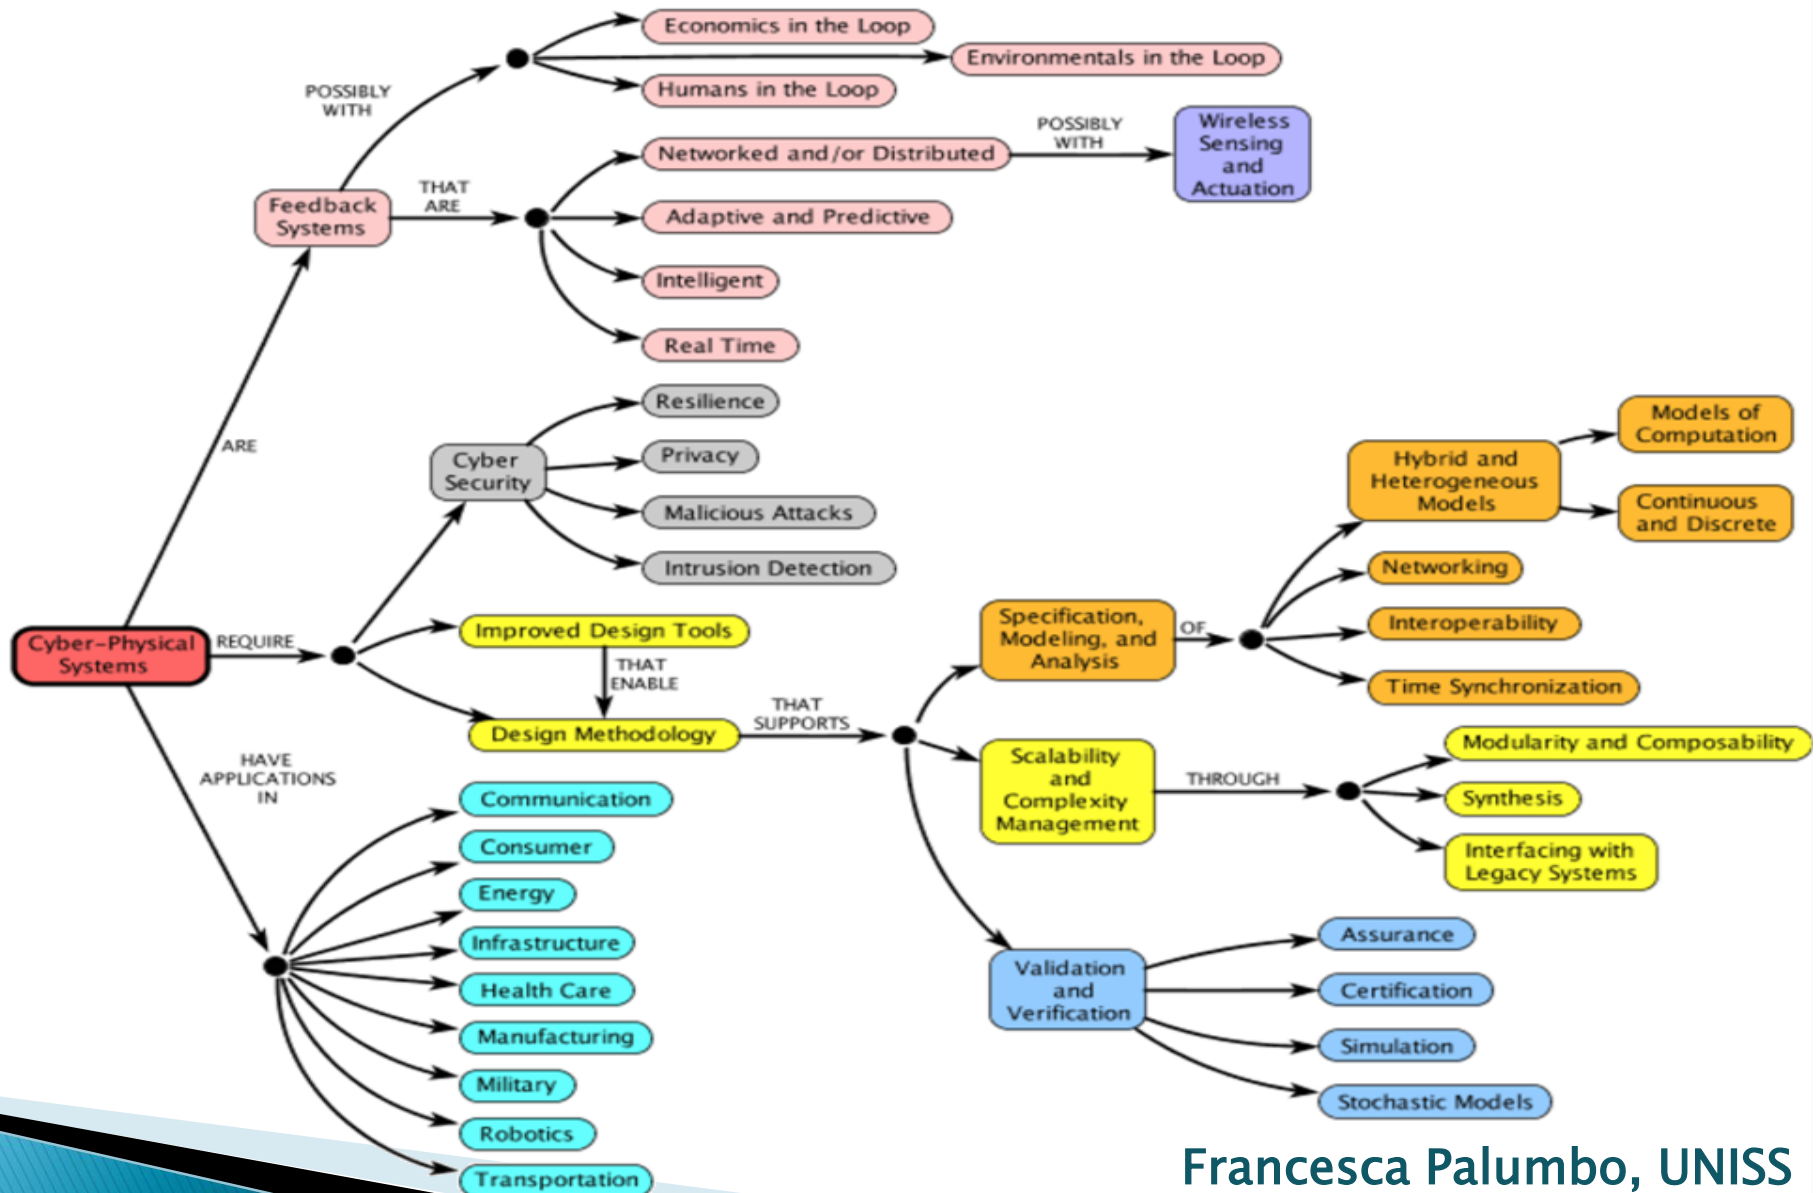 Economics in the Loop
Environmentals in the Loop
Humans in the Loop
POSSIBLY
WITH
Networked and/or Distributed
POSSIBLY
WITH
Wireless
Sensing
and
Actuation
Feedback
Systems
THAT
ARE
Adaptive and Predictive
Intelligent
Real Time
ARE
Cyber
Security
Resilience
Privacy
Malicious Attacks
Intrusion Detection
Cyber-Physical
Systems
REQUIRE
Improved Design Tools
THAT
ENABLE
Design Methodology
THAT
SUPPORTS
Specification,
Modeling, and
Analysis
OF
Hybrid and
Heterogeneous
Models
Models of
Computation
Continuous
and Discrete
Networking
Interoperability
Time Synchronization
Scalability
and
Complexity
Management
THROUGH
Modularity and Composability
Synthesis
Interfacing with
Legacy Systems
Validation
and
Verification
Assurance
Certification
Simulation
Stochastic Models
HAVE
APPLICATIONS
IN
Communication
Consumer
Energy
Infrastructure
Health Care
Manufacturing
Military
Robotics
Transportation
Francesca Palumbo, UNISS